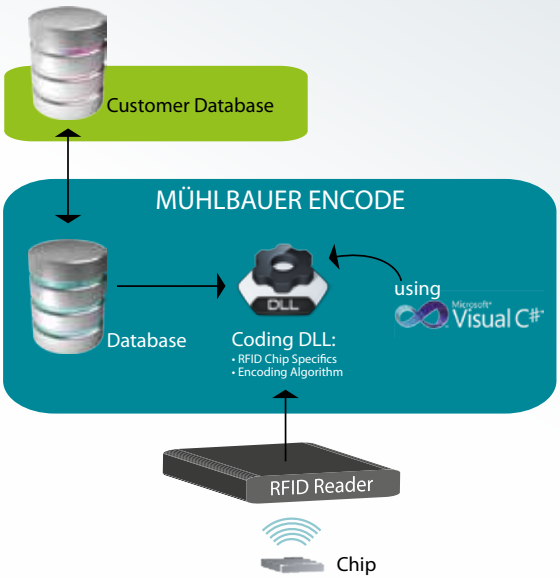 Customer Database
MÜHLBAUER ENCODE
DLL
using
Microsoft®
Visual C#™
Database
Coding DLL:
• RFID Chip Specifics
• Encoding Algorithm
RFID Reader
Chip